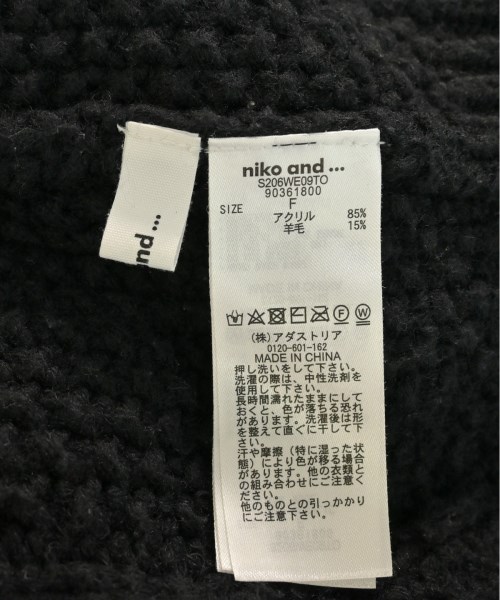 and ...
niko and ...
S206WE09TO
90361800
SIZE F
アクリル 85%
羊毛 15%
F W
(株)アダストリア
0120-601-162
MADE IN CHINA
押し洗いをして下さい。
洗濯の際は、中性洗剤を
使用して下さい。
長時間濡れたままにして
おくと、色が落ちる恐れ
があります。洗濯後は形
を整えて直ぐに干して下
さい。
汗や摩擦（特に湿った状
態）により色が移る場合
があります。他の衣類と
の組み合わせにご注意く
ださい。
他のものとの引っかかり
にご注意下さい。